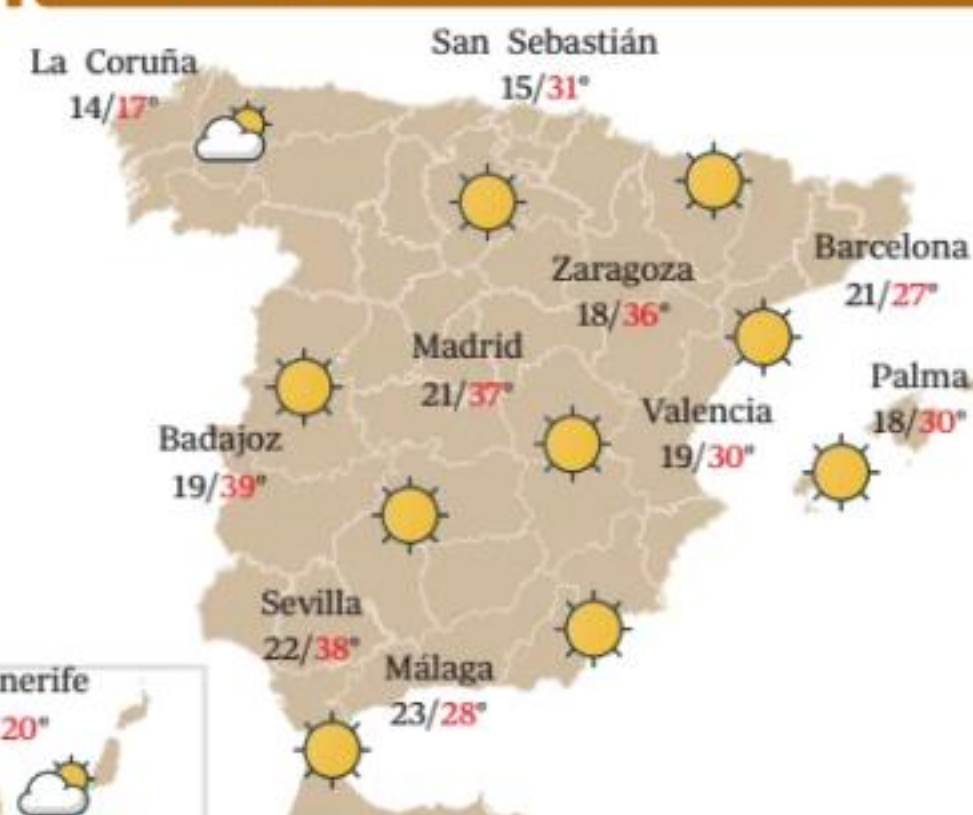 La Coruña
14/17°
San Sebastián
15/31°
Barcelona
21/27°
Zaragoza
18/36°
Madrid
21/37°
Palma
18/30°
Valencia
19/30°
Badajoz
19/39°
Sevilla
22/38°
Málaga
23/28°
nerife
20°